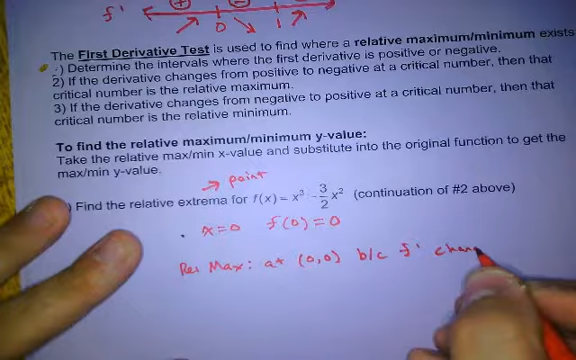 f'
0 1
The First Derivative Test is used to find where a relative maximum/minimum exists
1) Determine the intervals where the first derivative is positive or negative.
2) If the derivative changes from positive to negative at a critical number, then that
critical number is the relative maximum.
3) If the derivative changes from negative to positive at a critical number, then that
critical number is the relative minimum.
To find the relative maximum/minimum y-value:
Take the relative max/min x-value and substitute into the original function to get the
max/min y-value.
→ point
) Find the relative extrema for f(x) = x³ - 3/2 x² (continuation of #2 above)
x=0 f(0)=0
Rel Max: at (0,0) b/c f' chan